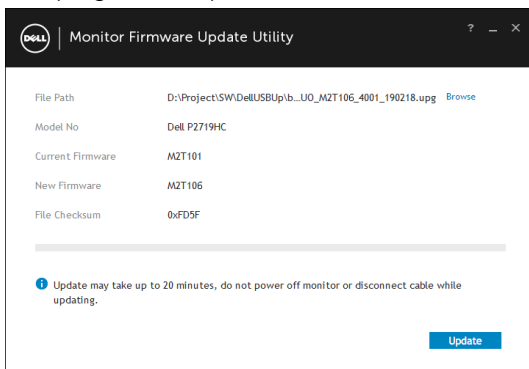 DELL Monitor Firmware Update Utility ? _ ×
File Path D:\Project\SW\DellUSBUp\b...UO_M2T106_4001_190218.upg Browse
Model No Dell P2719HC
Current Firmware M2T101
New Firmware M2T106
File Checksum 0xFD5F
Update may take up to 20 minutes, do not power off monitor or disconnect cable while
updating.
Update